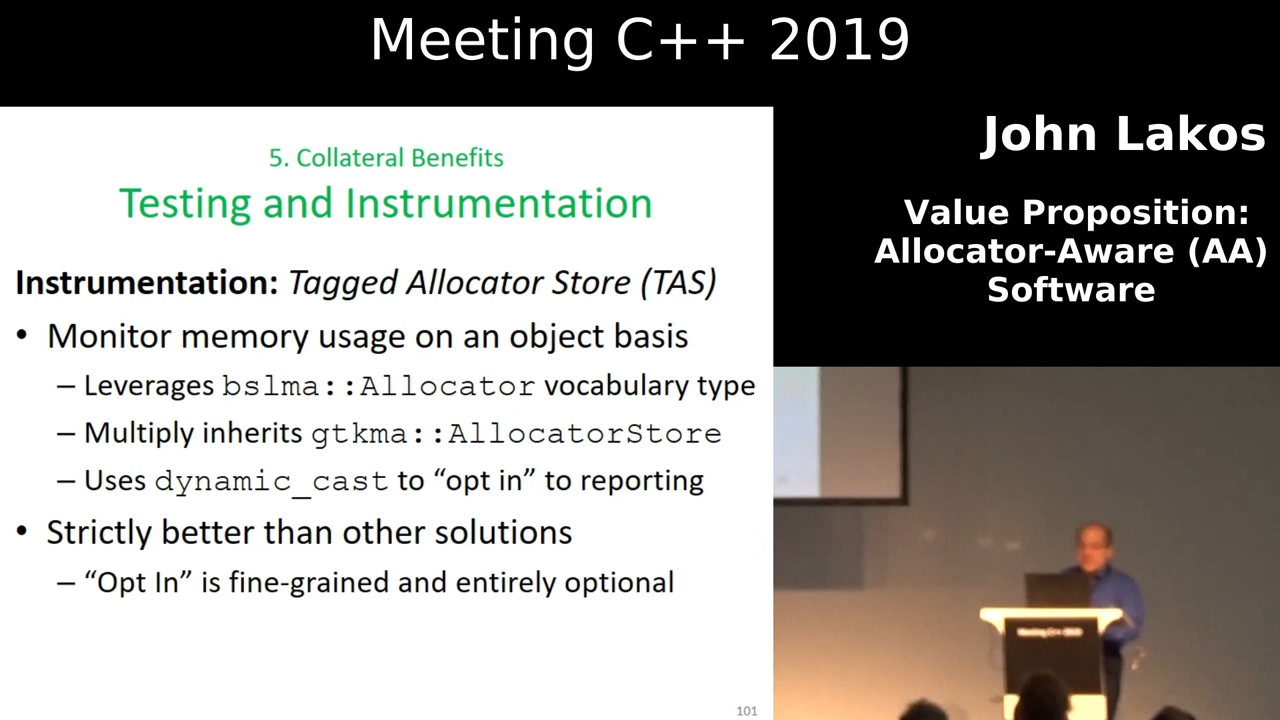 Meeting C++ 2019
John Lakos
Value Proposition:
Allocator-Aware (AA)
Software
5. Collateral Benefits
Testing and Instrumentation
Instrumentation: Tagged Allocator Store (TAS)
• Monitor memory usage on an object basis
– Leverages bslma::Allocator vocabulary type
– Multiply inherits gtkma::AllocatorStore
– Uses dynamic_cast to “opt in” to reporting
• Strictly better than other solutions
– “Opt In” is fine-grained and entirely optional
101
Meeting C++ 2019